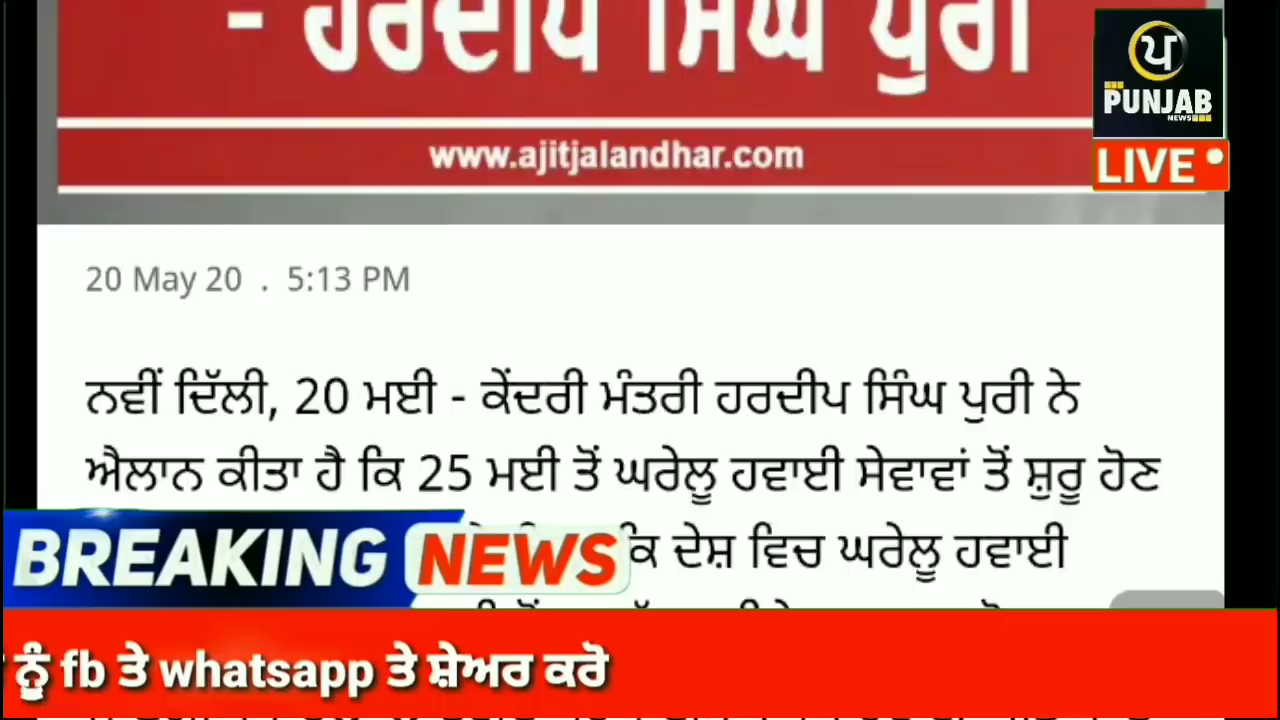 - ਹਰਦੀਪ ਸਿੰਘ ਪੁਰੀ
ਪ
PUNJAB
NEWS
www.ajitjalandhar.com
LIVE
20 May 20 . 5:13 PM
ਨਵੀਂ ਦਿੱਲੀ, 20 ਮਈ - ਕੇਂਦਰੀ ਮੰਤਰੀ ਹਰਦੀਪ ਸਿੰਘ ਪੁਰੀ ਨੇ
ਐਲਾਨ ਕੀਤਾ ਹੈ ਕਿ 25 ਮਈ ਤੋਂ ਘਰੇਲੂ ਹਵਾਈ ਸੇਵਾਵਾਂ ਤੋਂ ਸ਼ੁਰੂ ਹੋਣ
ਕਿ ਦੇਸ਼ ਵਿਚ ਘਰੇਲੂ ਹਵਾਈ
BREAKING NEWS
ਨੂੰ fb ਤੇ whatsapp ਤੇ ਸ਼ੇਅਰ ਕਰੋ